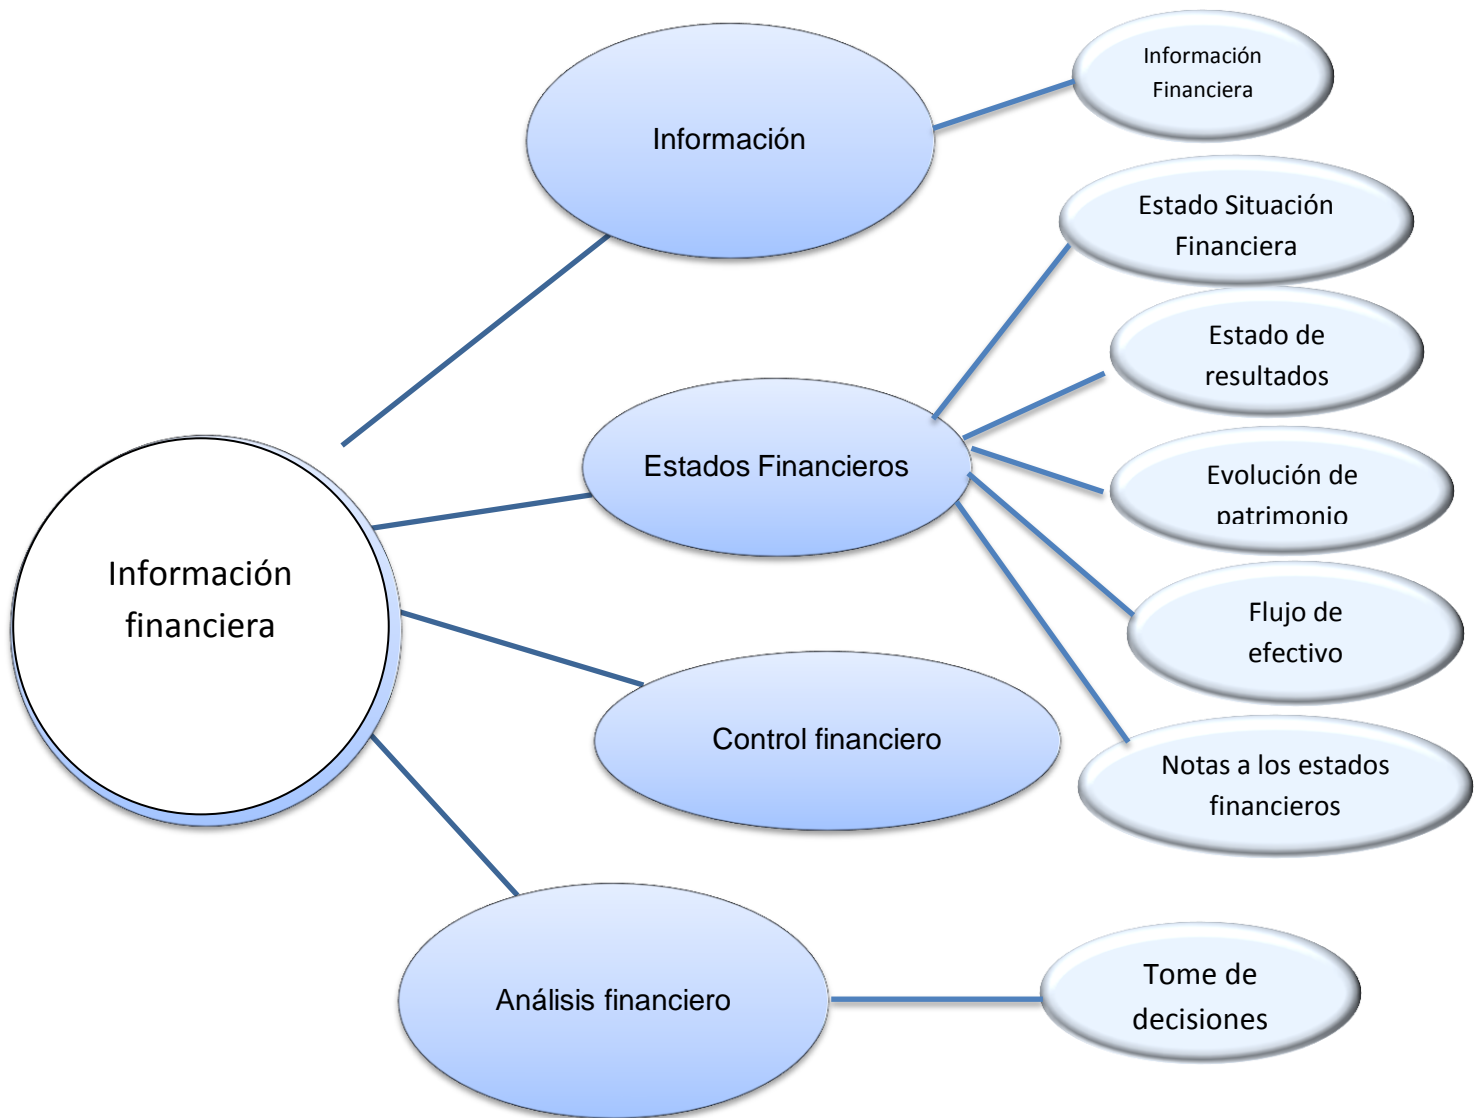 Información
financiera
Información
Información
Financiera
Estados Financieros
Estado Situación
Financiera
Estado de
resultados
Evolución de
patrimonio
Flujo de
efectivo
Notas a los estados
financieros
Control financiero
Análisis financiero
Tome de
decisiones